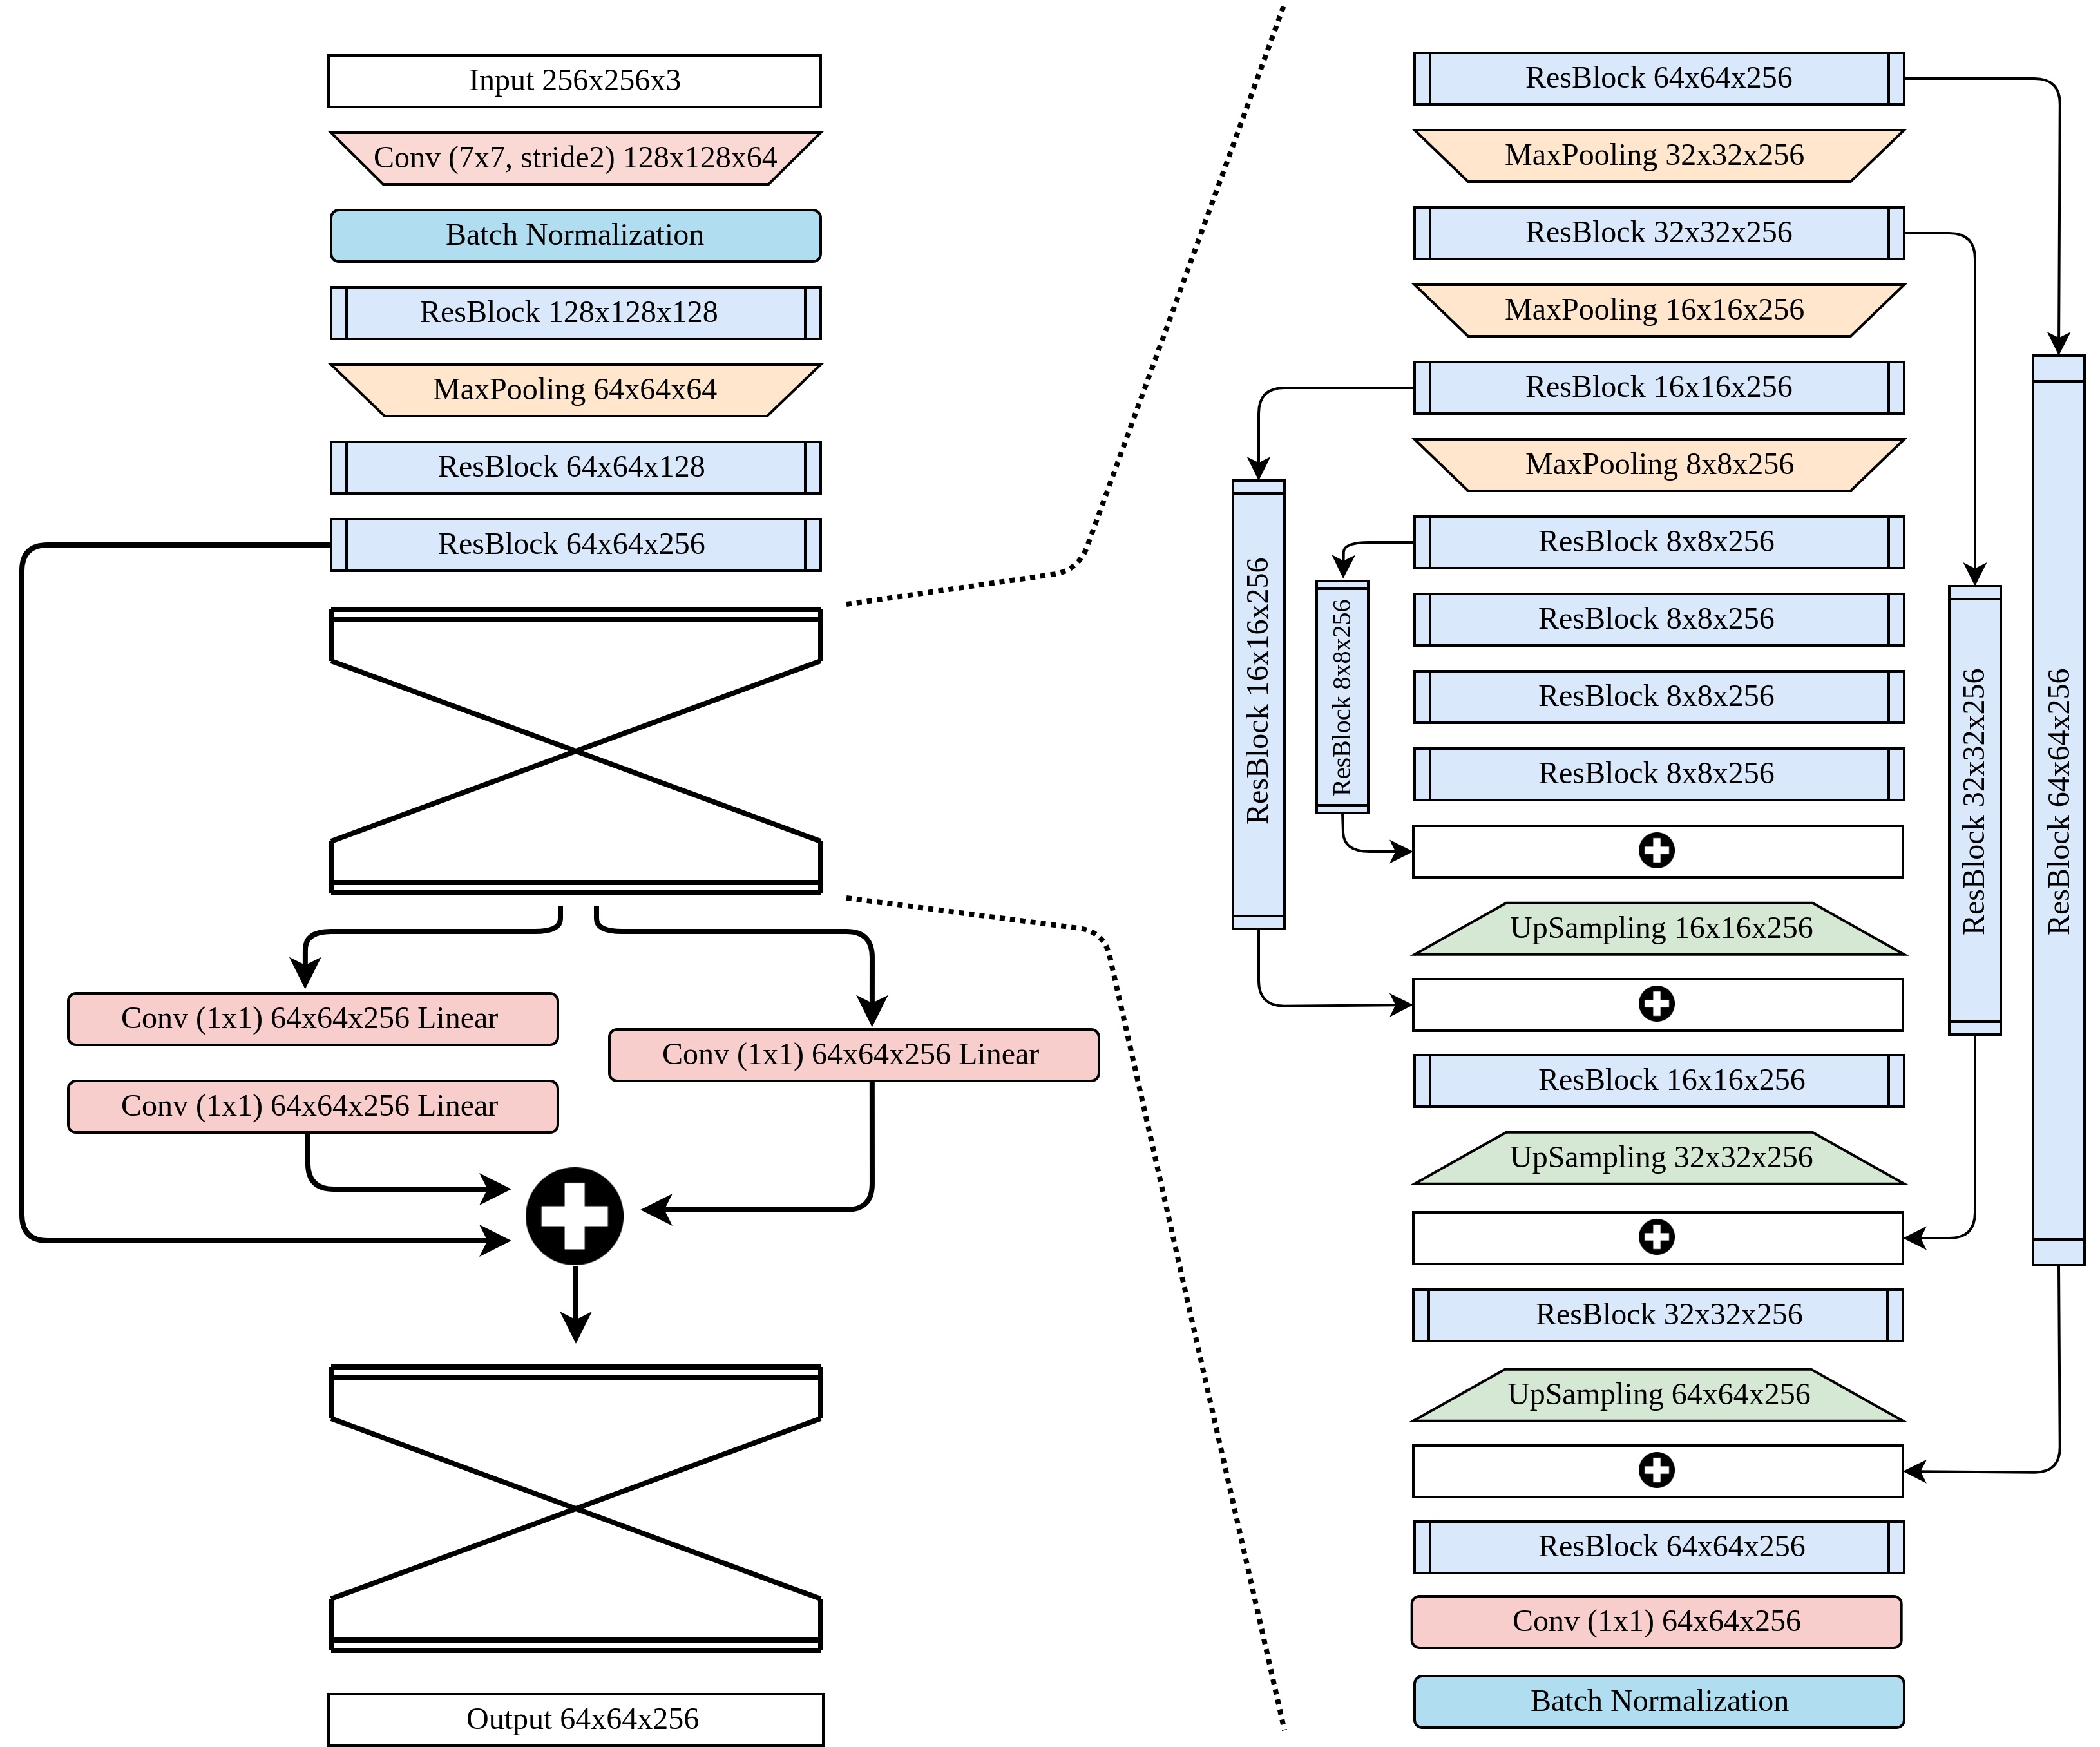 Input 256x256x3
Conv (7x7, stride2) 128x128x64
Batch Normalization
ResBlock 128x128x128
MaxPooling 64x64x64
ResBlock 64x64x128
ResBlock 64x64x256
Conv (1x1) 64x64x256 Linear
Conv (1x1) 64x64x256 Linear
Conv (1x1) 64x64x256 Linear
Output 64x64x256
ResBlock 64x64x256
MaxPooling 32x32x256
ResBlock 32x32x256
MaxPooling 16x16x256
ResBlock 16x16x256
MaxPooling 8x8x256
ResBlock 8x8x256
ResBlock 8x8x256
ResBlock 8x8x256
ResBlock 8x8x256
ResBlock 16x16x256
ResBlock 8x8x256
ResBlock 32x32x256
ResBlock 64x64x256
UpSampling 16x16x256
ResBlock 16x16x256
UpSampling 32x32x256
ResBlock 32x32x256
UpSampling 64x64x256
ResBlock 64x64x256
Conv (1x1) 64x64x256
Batch Normalization